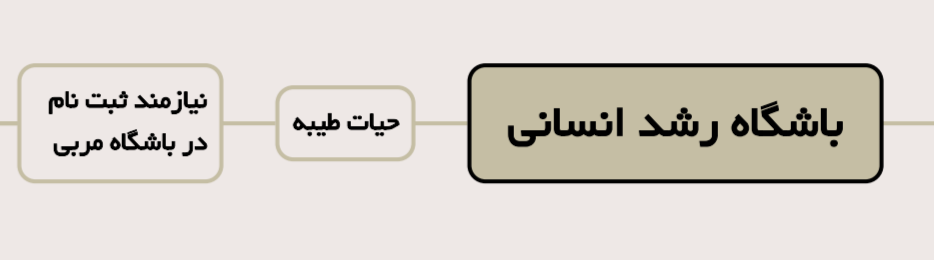 باشگاه رشد انسانی
حیات طیبه
نیازمند ثبت نام
در باشگاه مربی